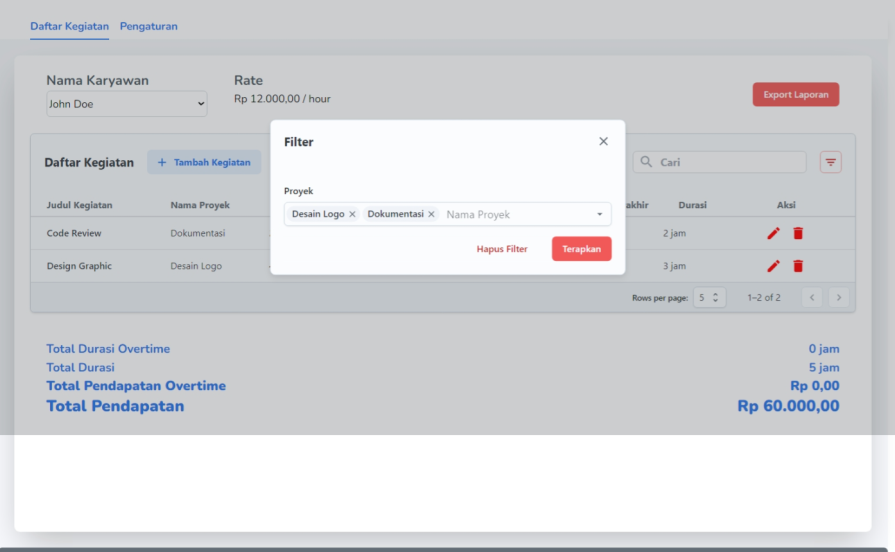 Daftar Kegiatan Pengaturan
Nama Karyawan Rate
John Doe Rp 12.000,00 / hour Export Laporan
Filter
Daftar Kegiatan + Tambah Kegiatan Cari
Proyek
Judul Kegiatan Nama Proyek akhir Durasi Aksi
Desain Logo × Dokumentasi × Nama Proyek
Code Review Dokumentasi 2 jam
Hapus Filter Terapkan
Design Graphic Desain Logo 3 jam
Rows per page: 5 1–2 of 2
Total Durasi Overtime 0 jam
Total Durasi 5 jam
Total Pendapatan Overtime Rp 0,00
Total Pendapatan Rp 60.000,00